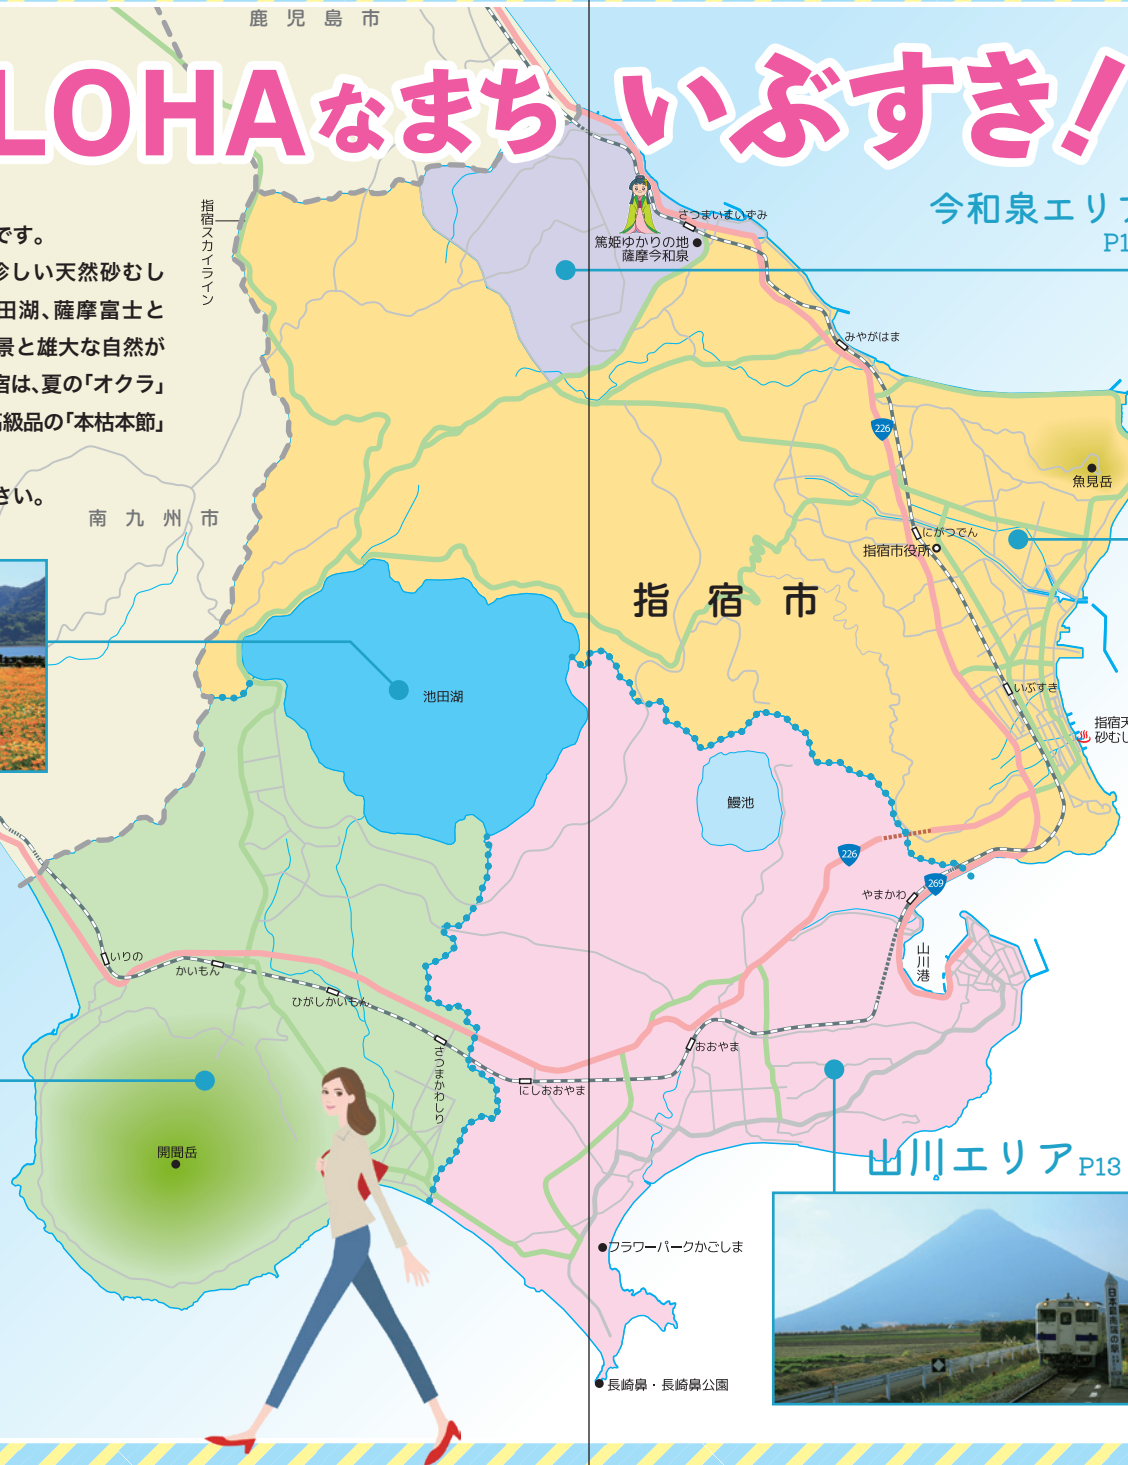 鹿児島市
LOHAなまち いぶすき!
今和泉エリア
P1
指宿スカイライン
です。
珍しい天然砂むし
田湖、薩摩富士と
景と雄大な自然が
宿は、夏の「オクラ」
高級品の「本枯本節」
さい。
さつまいまいずみ
篤姫ゆかりの地
薩摩今和泉
みやがはま
226
魚見岳
南九州市
にがつでん
指宿市役所
指宿市
いぶすき
池田湖
指宿天
砂むし
鰻池
226
269
やまかわ
山川港
いりの
かいもん
ひがしかいもん
さつまかわしり
おおやま
にしおおやま
開聞岳
山川エリアP13
フラワーパークかごしま
日本最南端の駅
長崎鼻・長崎鼻公園